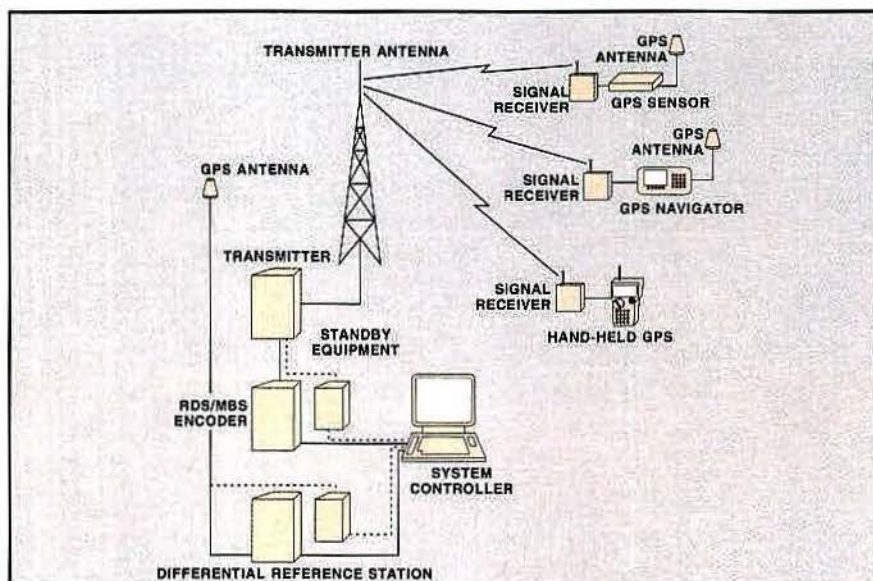 TRANSMITTER ANTENNA
GPS
ANTENNA
SIGNAL
RECEIVER
GPS SENSOR
GPS
ANTENNA
SIGNAL
RECEIVER
GPS NAVIGATOR
GPS ANTENNA
TRANSMITTER
SIGNAL
RECEIVER
HAND-HELD GPS
STANDBY
EQUIPMENT
RDS/MBS
ENCODER
SYSTEM
CONTROLLER
DIFFERENTIAL REFERENCE STATION